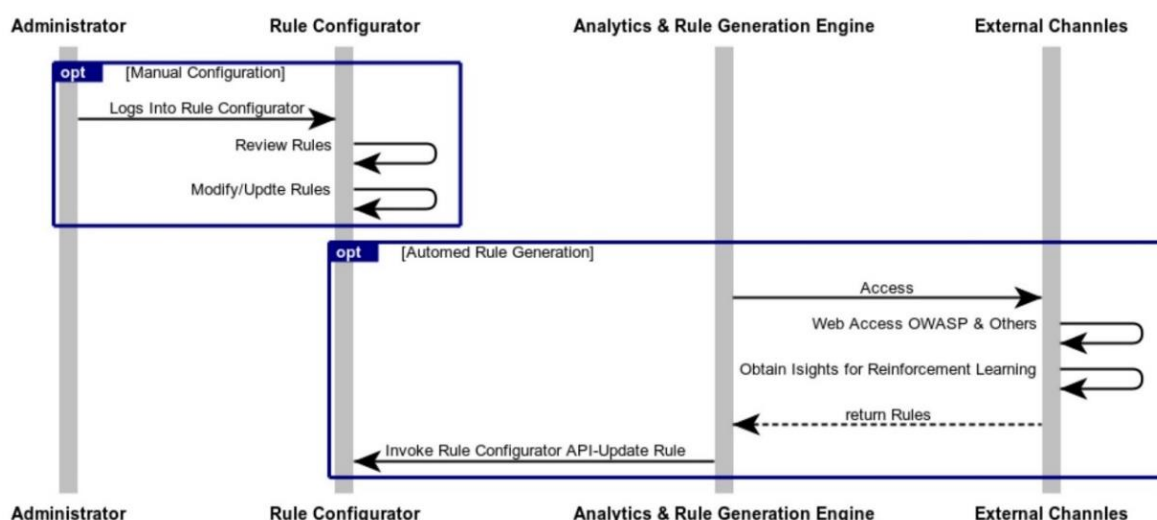 Administrator
Rule Configurator
Analytics & Rule Generation Engine
External Channles
opt
[Manual Configuration]
Logs Into Rule Configurator
Review Rules
Modify/Updte Rules
opt
[Automed Rule Generation]
Access
Web Access OWASP & Others
Obtain Isights for Reinforcement Learning
return Rules
Invoke Rule Configurator API-Update Rule
Administrator
Rule Configurator
Analytics & Rule Generation Engine
External Channles